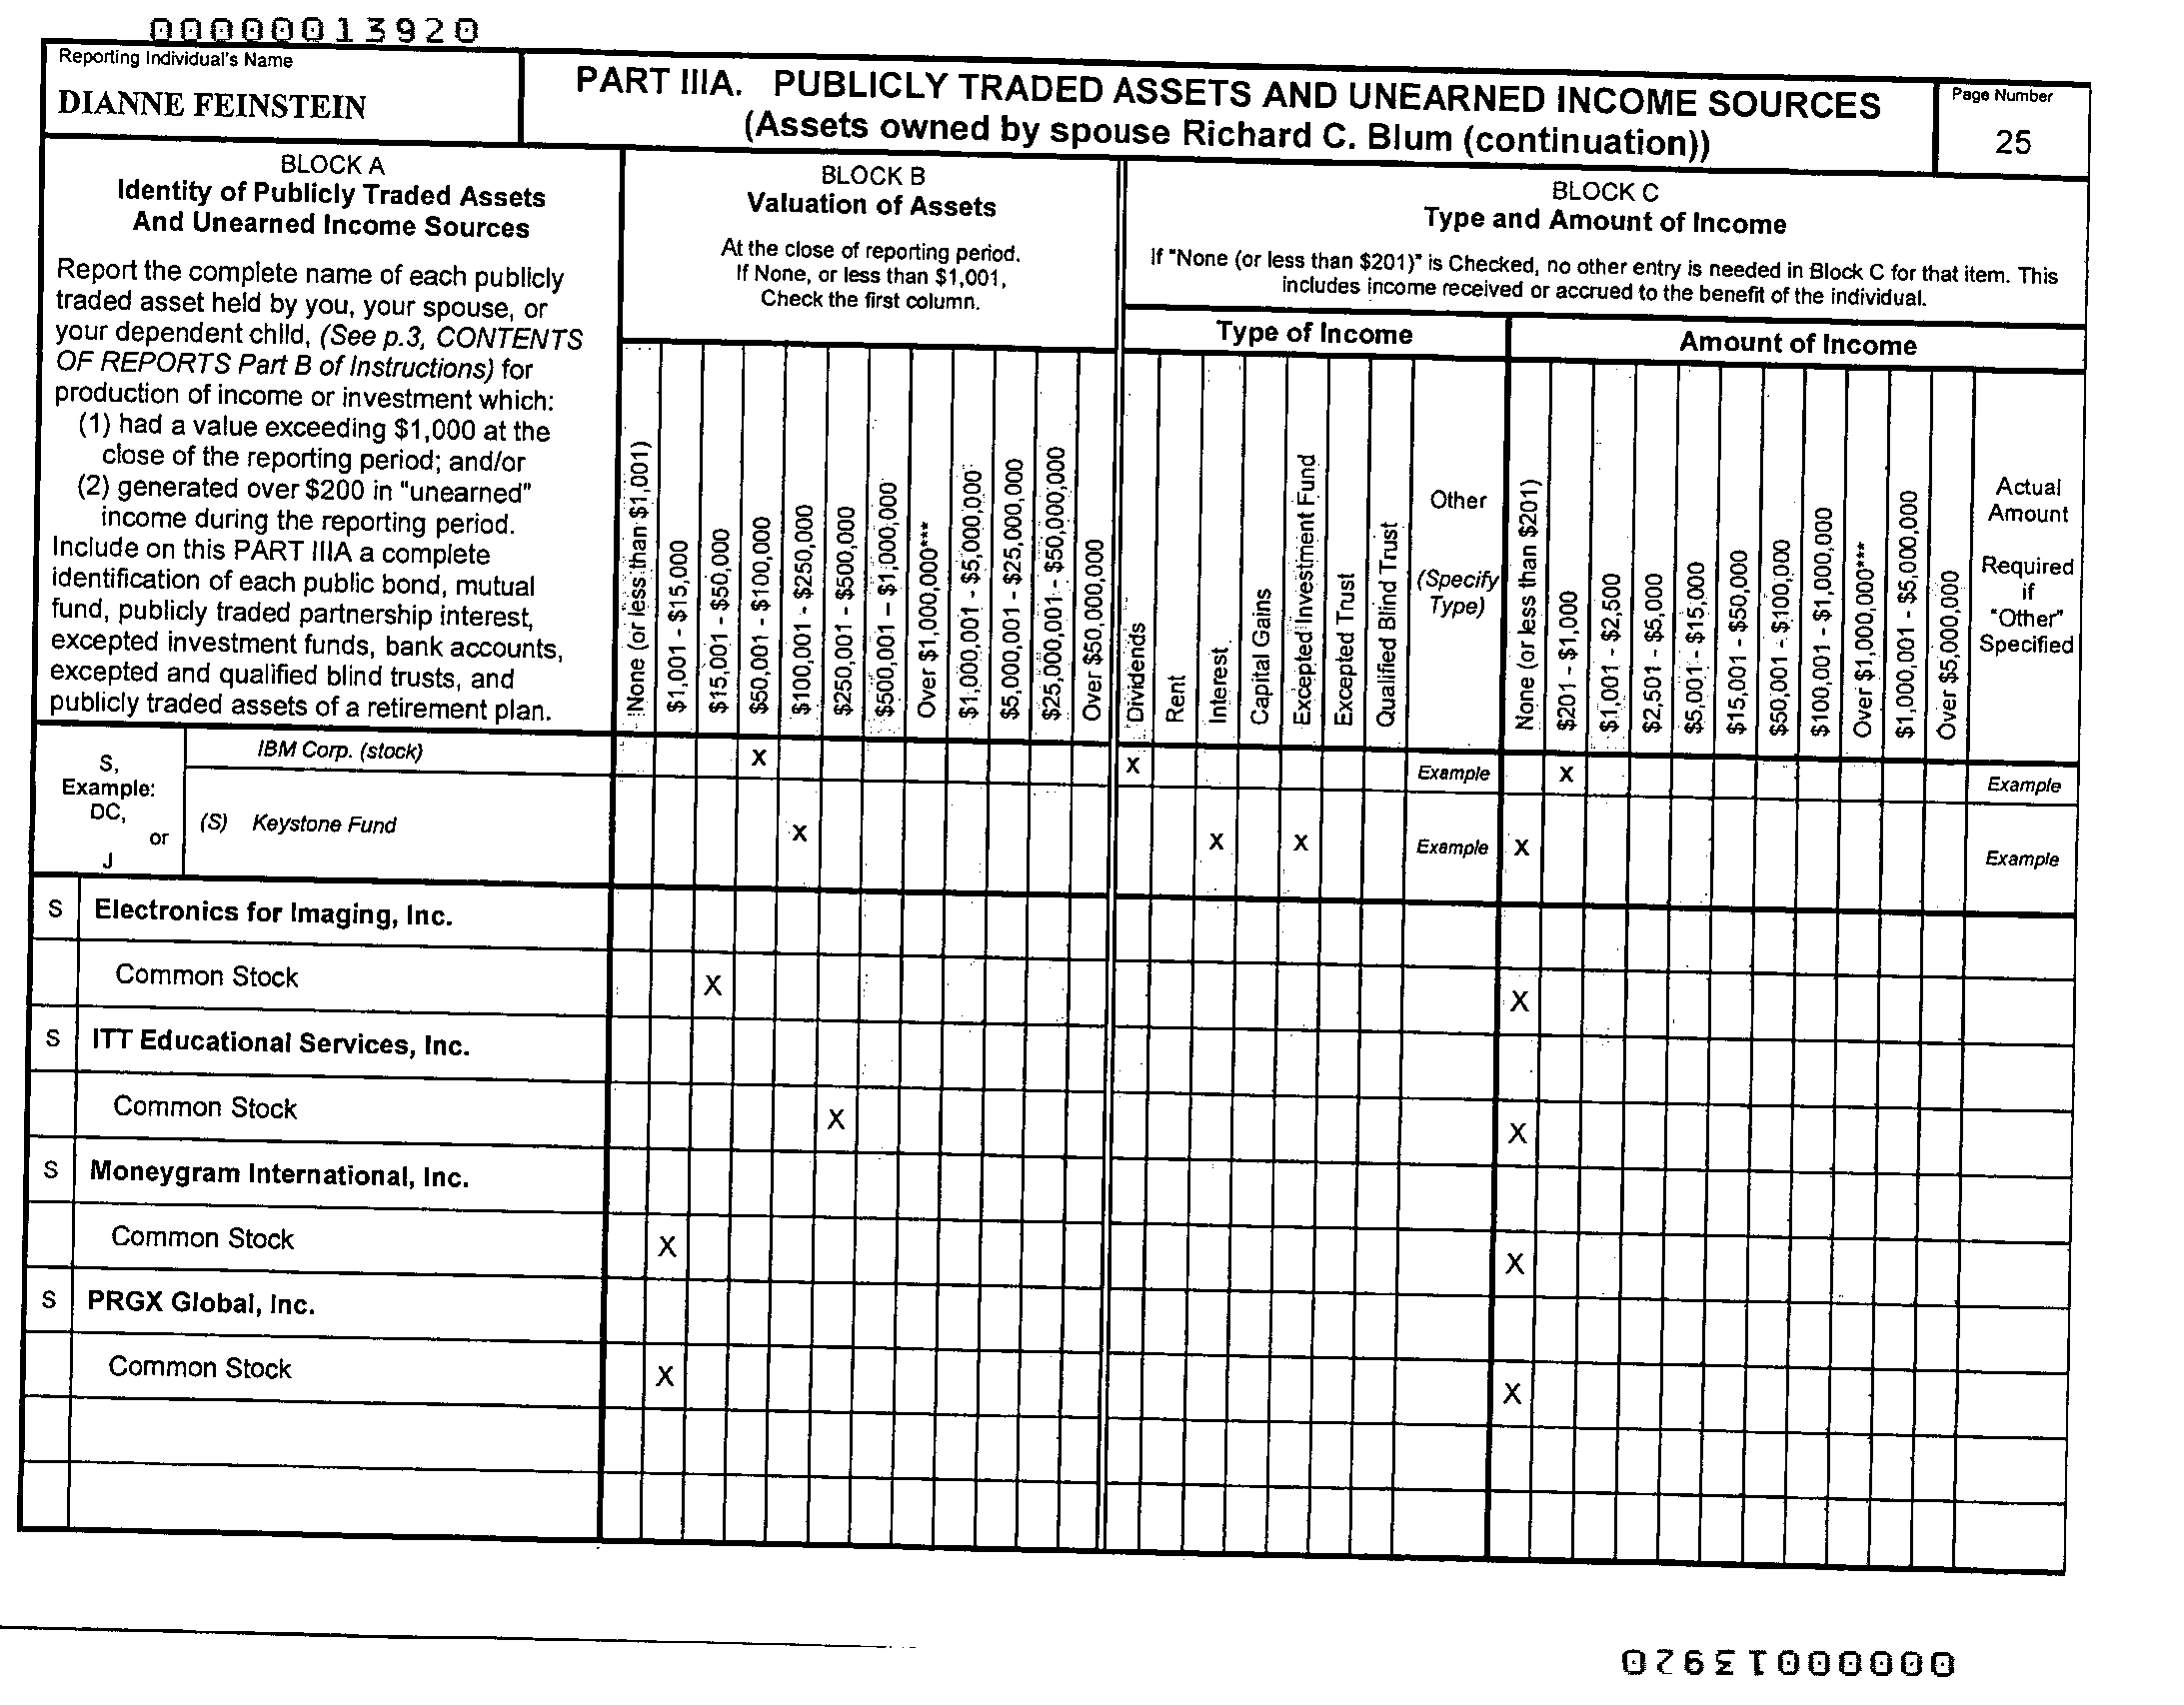 00000013920
Reporting Individual's Name
DIANNE FEINSTEIN
PART IIIA. PUBLICLY TRADED ASSETS AND UNEARNED INCOME SOURCES
(Assets owned by spouse Richard C. Blum (continuation))
Page Number
25
BLOCK A
Identity of Publicly Traded Assets
And Unearned Income Sources
Report the complete name of each publicly
traded asset held by you, your spouse, or
your dependent child, (See p.3, CONTENTS
OF REPORTS Part B of Instructions) for
production of income or investment which:
(1) had a value exceeding $1,000 at the
close of the reporting period; and/or
(2) generated over $200 in "unearned"
income during the reporting period.
Include on this PART IIIA a complete
identification of each public bond, mutual
fund, publicly traded partnership interest,
excepted investment funds, bank accounts,
excepted and qualified blind trusts, and
publicly traded assets of a retirement plan.
BLOCK B
Valuation of Assets
At the close of reporting period.
If None, or less than $1,001,
Check the first column.
None (or less than $1,001)
$1,001 - $15,000
$15,001 - $50,000
$50,001 - $100,000
$100,001 - $250,000
$250,001 - $500,000
$500,001 - $1,000,000
Over $1,000,000***
$1,000,001 - $5,000,000
$5,000,001 - $25,000,000
$25,000,001 - $50,000,000
Over $50,000,000
BLOCK C
Type and Amount of Income
If "None (or less than $201)" is Checked, no other entry is needed in Block C for that item. This
includes income received or accrued to the benefit of the individual.
Type of Income
Dividends
Rent
Interest
Capital Gains
Excepted Investment Fund
Excepted Trust
Qualified Blind Trust
Other
(Specify
Type)
Amount of Income
None (or less than $201)
$201 - $1,000
$1,001 - $2,500
$2,501 - $5,000
$5,001 - $15,000
$15,001 - $50,000
$50,001 - $100,000
$100,001 - $1,000,000
Over $1,000,000***
$1,000,001 - $5,000,000
Over $5,000,000
Actual
Amount
Required
if
"Other"
Specified
S,
Example:
DC,
or
J
IBM Corp. (stock) X X Example X Example
(S) Keystone Fund X X X Example X Example
S Electronics for Imaging, Inc.
Common Stock X X
S ITT Educational Services, Inc.
Common Stock X X
S Moneygram International, Inc.
Common Stock X X
S PRGX Global, Inc.
Common Stock X X
00000013920